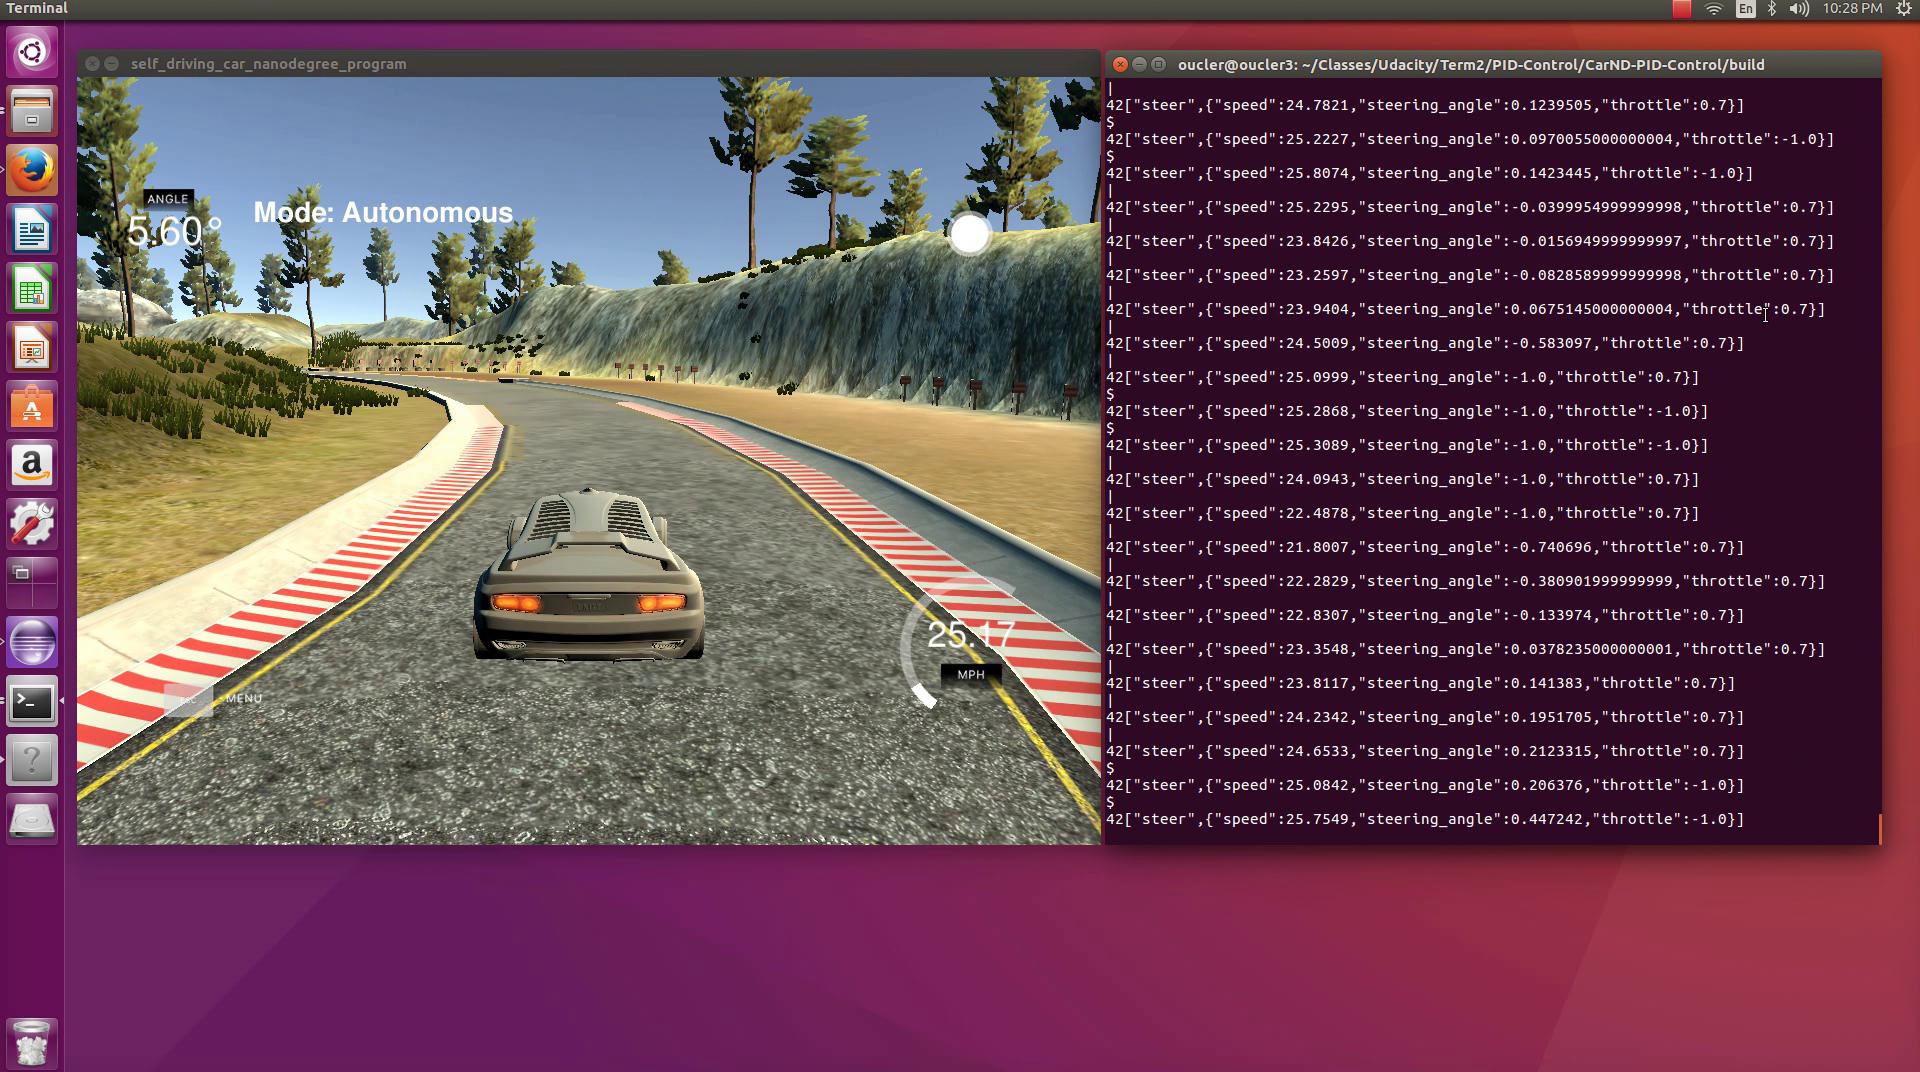 Terminal
En
10:28 PM
self_driving_car_nanodegree_program
ANGLE
5.60°
Mode: Autonomous
25.17
MPH
REC
MENU
oucler@oucler3: ~/Classes/Udacity/Term2/PID-Control/CarND-PID-Control/build
|
42["steer",{"speed":24.7821,"steering_angle":0.1239505,"throttle":0.7}]
$
42["steer",{"speed":25.2227,"steering_angle":0.0970055000000004,"throttle":-1.0}]
$
42["steer",{"speed":25.8074,"steering_angle":0.1423445,"throttle":-1.0}]
|
42["steer",{"speed":25.2295,"steering_angle":-0.0399954999999998,"throttle":0.7}]
|
42["steer",{"speed":23.8426,"steering_angle":-0.0156949999999997,"throttle":0.7}]
|
42["steer",{"speed":23.2597,"steering_angle":-0.0828589999999998,"throttle":0.7}]
|
42["steer",{"speed":23.9404,"steering_angle":0.0675145000000004,"throttle":0.7}]
|
42["steer",{"speed":24.5009,"steering_angle":-0.583097,"throttle":0.7}]
|
42["steer",{"speed":25.0999,"steering_angle":-1.0,"throttle":0.7}]
$
42["steer",{"speed":25.2868,"steering_angle":-1.0,"throttle":-1.0}]
$
42["steer",{"speed":25.3089,"steering_angle":-1.0,"throttle":-1.0}]
|
42["steer",{"speed":24.0943,"steering_angle":-1.0,"throttle":0.7}]
|
42["steer",{"speed":22.4878,"steering_angle":-1.0,"throttle":0.7}]
|
42["steer",{"speed":21.8007,"steering_angle":-0.740696,"throttle":0.7}]
|
42["steer",{"speed":22.2829,"steering_angle":-0.380901999999999,"throttle":0.7}]
|
42["steer",{"speed":22.8307,"steering_angle":-0.133974,"throttle":0.7}]
|
42["steer",{"speed":23.3548,"steering_angle":0.0378235000000001,"throttle":0.7}]
|
42["steer",{"speed":23.8117,"steering_angle":0.141383,"throttle":0.7}]
|
42["steer",{"speed":24.2342,"steering_angle":0.1951705,"throttle":0.7}]
|
42["steer",{"speed":24.6533,"steering_angle":0.2123315,"throttle":0.7}]
$
42["steer",{"speed":25.0842,"steering_angle":0.206376,"throttle":-1.0}]
$
42["steer",{"speed":25.7549,"steering_angle":0.447242,"throttle":-1.0}]